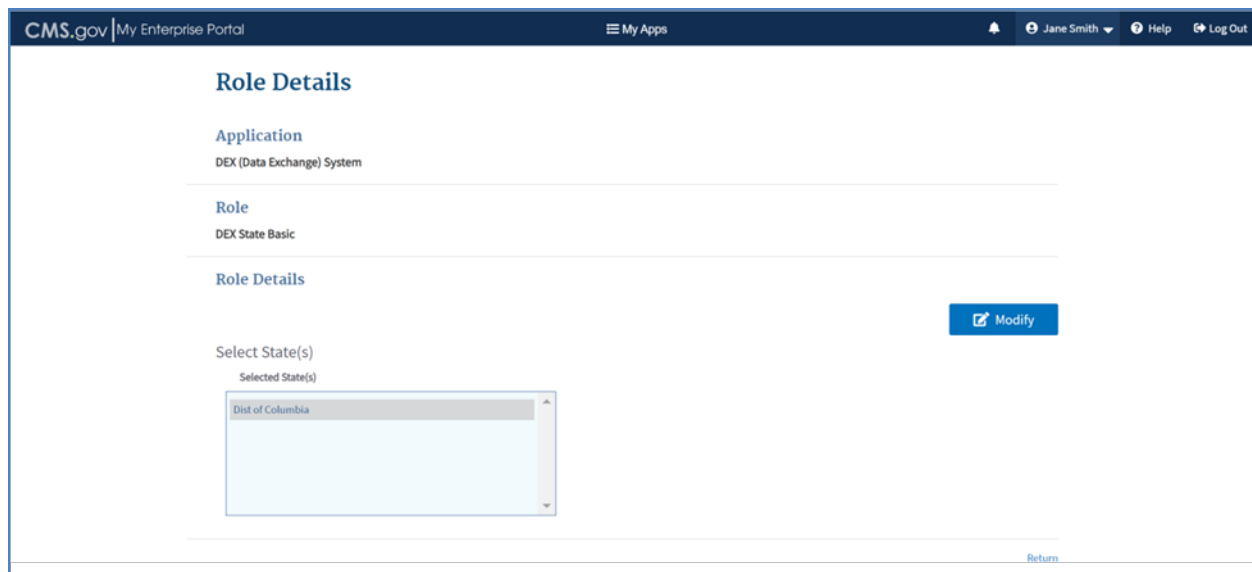 CMS.gov My Enterprise Portal My Apps Jane Smith Help Log Out
Role Details
Application
DEX (Data Exchange) System
Role
DEX State Basic
Role Details
Modify
Select State(s)
Selected State(s)
Dist of Columbia
Return